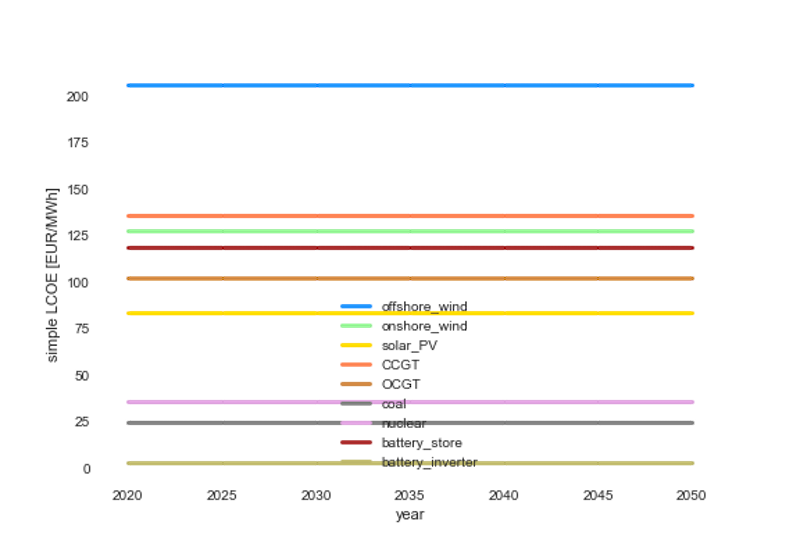 200
175
150
125
100
75
50
25
0
simple LCOE [EUR/MWh]
offshore_wind
onshore_wind
solar_PV
CCGT
OCGT
coal
nuclear
battery_store
battery_inverter
2020 2025 2030 2035 2040 2045 2050
year